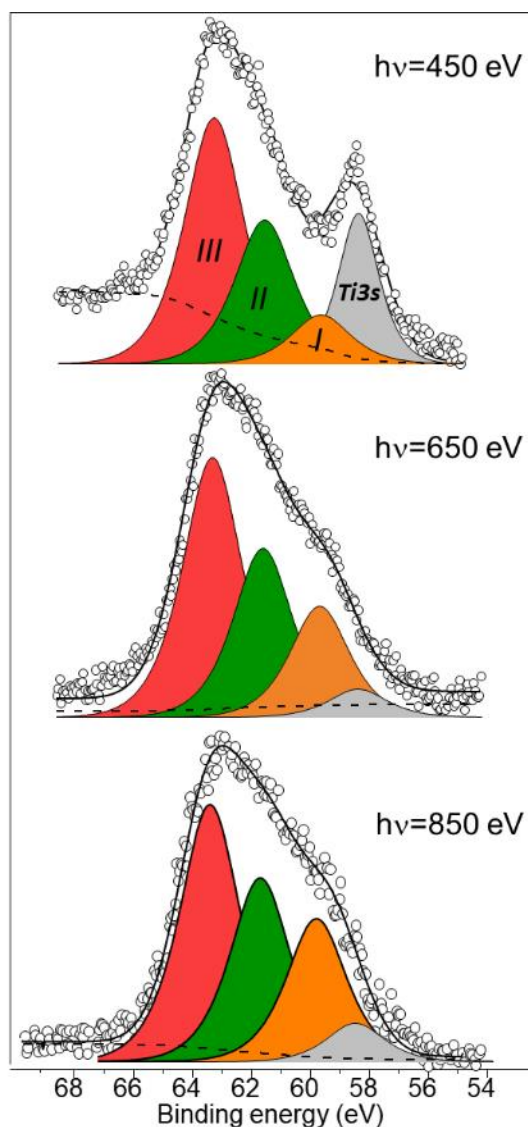 hν=450 eV
III
II
I
Ti3s
hν=650 eV
hν=850 eV
68 66 64 62 60 58 56 54
Binding energy (eV)